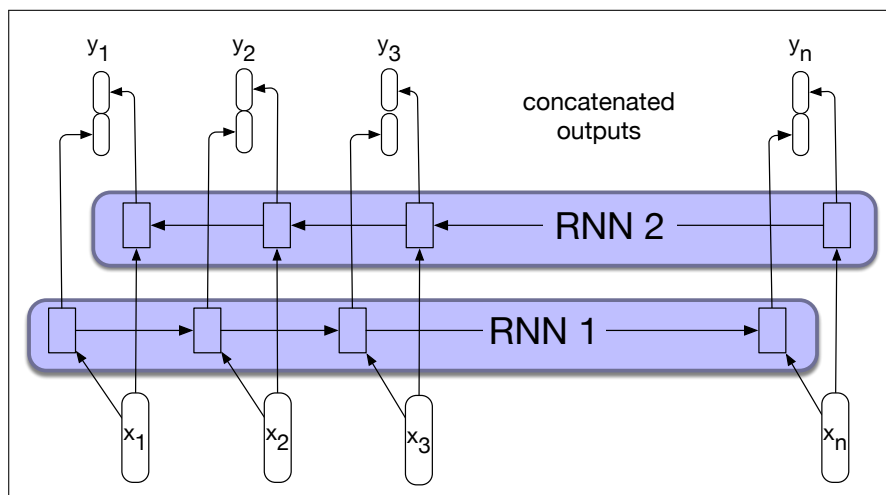 y1 y2 y3 yn
concatenated
outputs
RNN 2
RNN 1
x1 x2 x3 xn